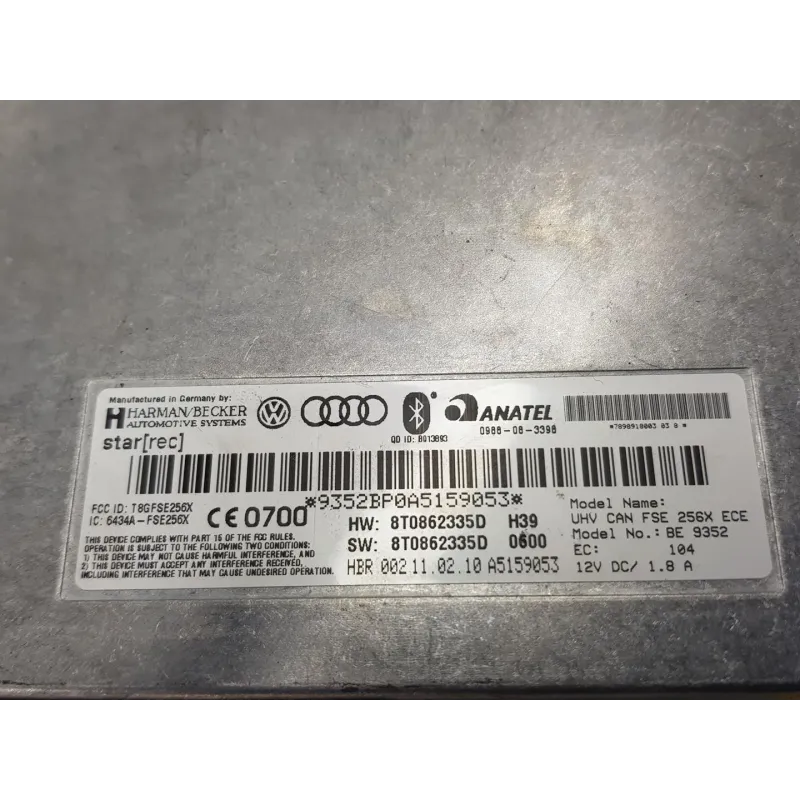 Manufactured in Germany by:
HARMAN/BECKER
AUTOMOTIVE SYSTEMS
star[rec]
QD ID: B013893
ANATEL
0988-08-3398
*9352BP0A5159053*
FCC ID: T8GFSE256X
IC: 6434A-FSE256X
CE 0700
THIS DEVICE COMPLIES WITH PART 15 OF THE FCC RULES.
OPERATION IS SUBJECT TO THE FOLLOWING TWO CONDITIONS:
1) THIS DEVICE MAY NOT CAUSE HARMFUL INTERFERENCE, AND
2) THIS DEVICE MUST ACCEPT ANY INTERFERENCE RECEIVED,
INCLUDING INTERFERENCE THAT MAY CAUSE UNDESIRED OPERATION.
HW: 8T0862335D H39
SW: 8T0862335D 0600
HBR 002 11.02.10 A5159053
Model Name:
UHV CAN FSE 256X ECE
Model No.: BE 9352
EC: 104
12V DC/ 1.8 A